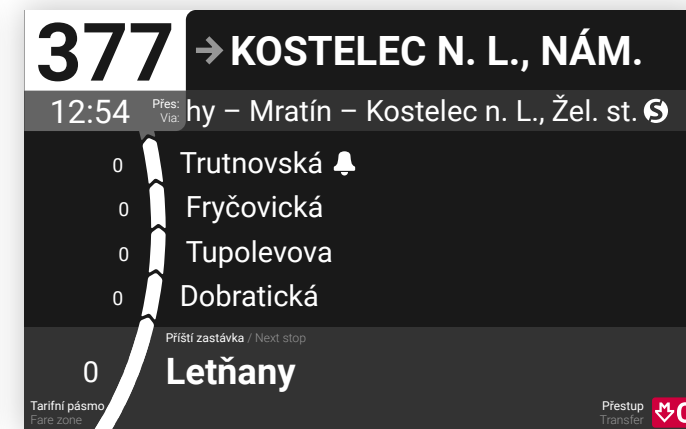 377 → KOSTELEC N. L., NÁM.
12:54 Přes: Via: hy – Mratín – Kostelec n. L., Žel. st. S
0 Trutnovská
0 Fryčovická
0 Tupolevova
0 Dobratická
Příští zastávka / Next stop
0 Letňany
Tarifní pásmo Přestup
Fare zone Transfer